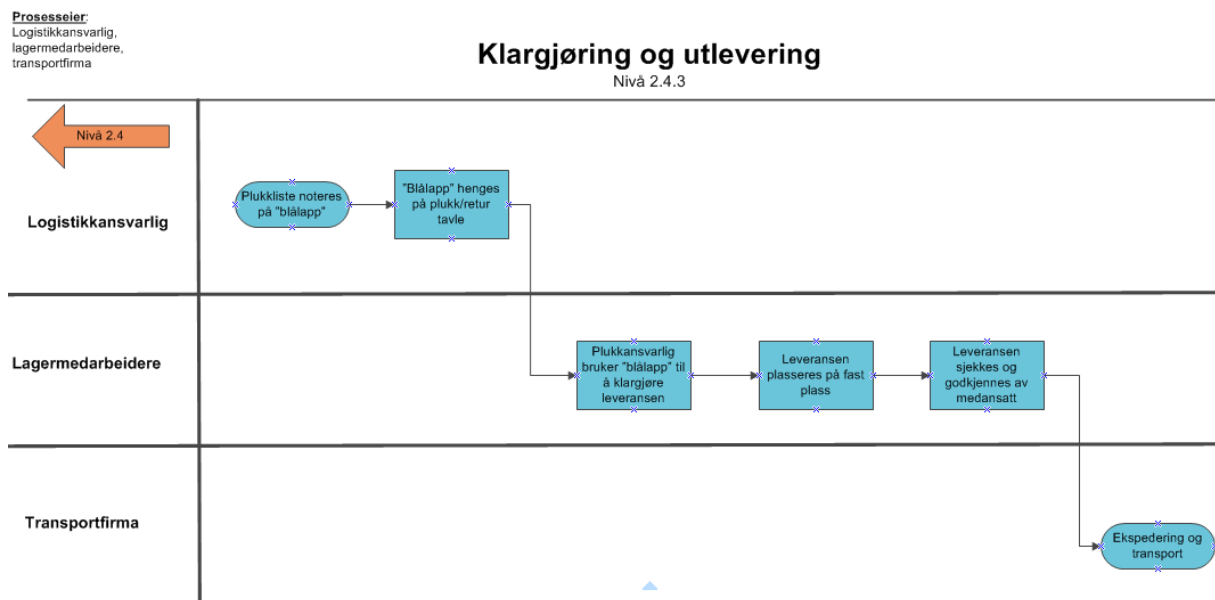 Prosesseier:
Logistikkansvarlig,
lagermedarbeidere,
transportfirma
Klargjøring og utlevering
Nivå 2.4.3
Nivå 2.4
Logistikkansvarlig
Plukkliste noteres
på "blålapp"
"Blålapp" henges
på plukk/retur
tavle
Lagermedarbeidere
Plukkansvarlig
bruker "blålapp" til
å klargjøre
leveransen
Leveransen
plasseres på fast
plass
Leveransen
sjekkes og
godkjennes av
medansatt
Transportfirma
Ekspedering og
transport